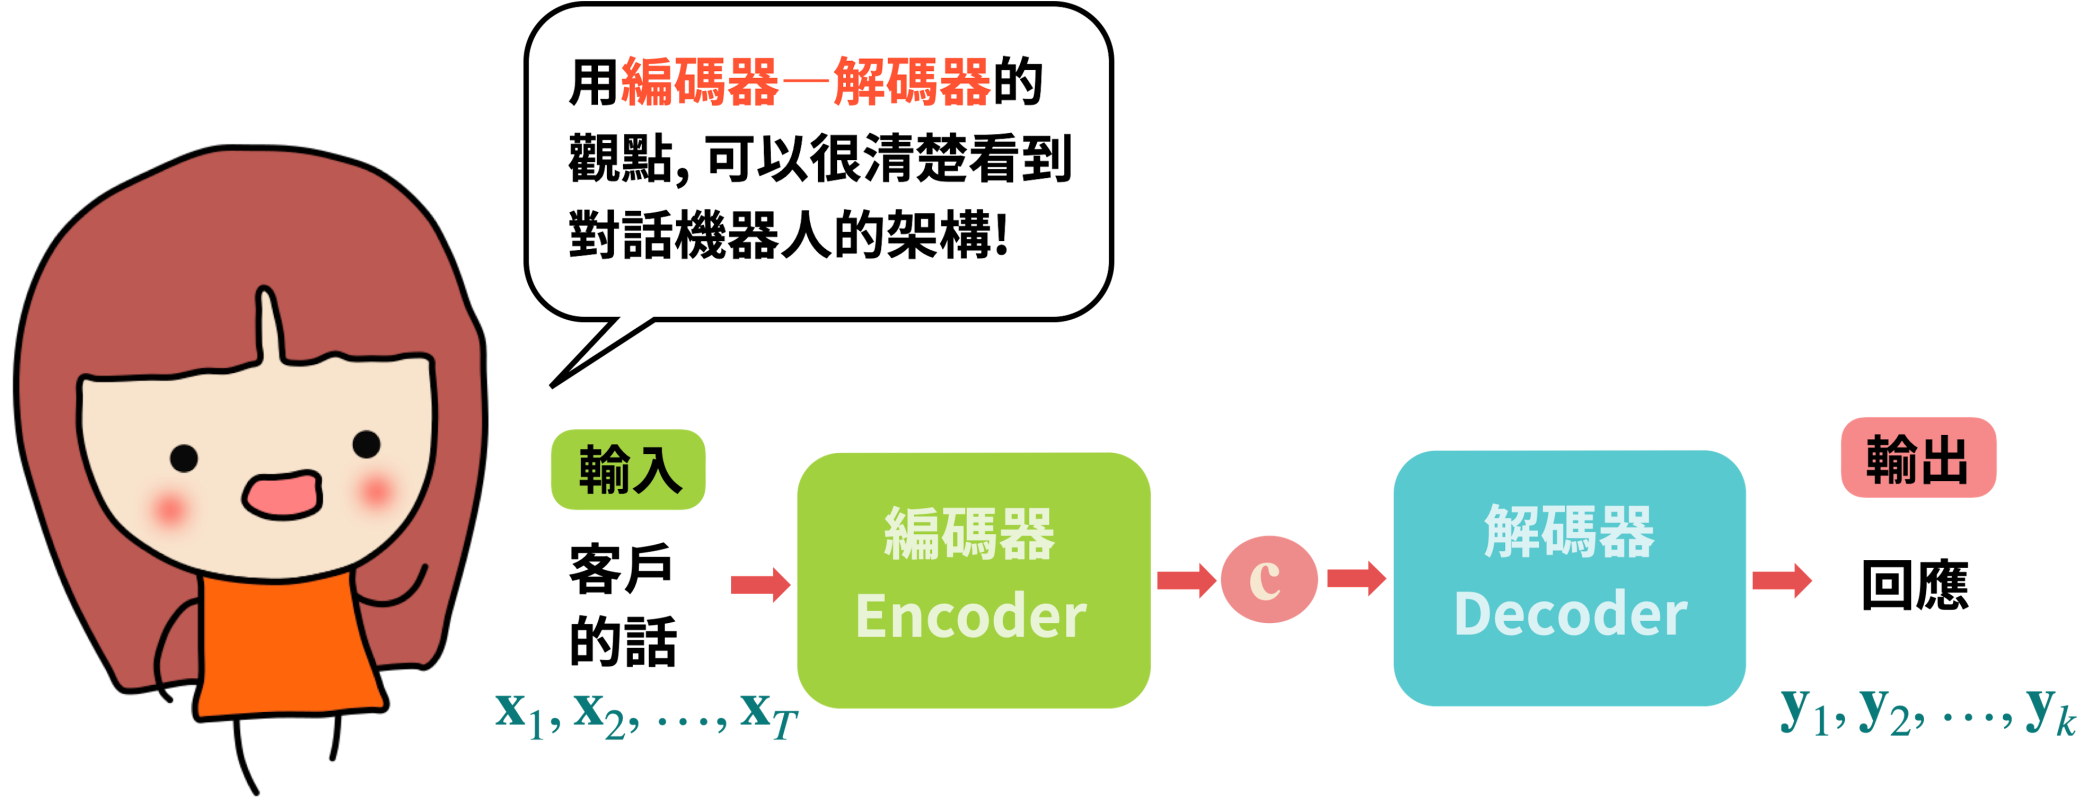 用編碼器—解碼器的
觀點, 可以很清楚看到
對話機器人的架構!
輸入
客戶
的話
x₁, x₂, …, x_T
編碼器
Encoder
c
解碼器
Decoder
輸出
回應
y₁, y₂, …, y_k